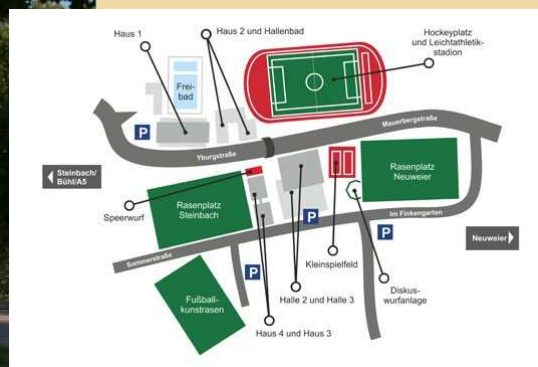 Haus 1
Haus 2 und Hallenbad
Hockeyplatz
und Leichtathletik-
stadion
Frei-
bad
P
Mauerbergstraße
Yburgstraße
Steinbach/
Bühl/A5
Rasenplatz
Neuweier
Rasenplatz
Steinbach
Speerwurf
P
Im Finkengarten
P
Neuweier
Sommerstraße
P
Kleinspielfeld
Halle 2 und Halle 3
Diskus-
wurfanlage
Fußball-
kunstrasen
Haus 4 und Haus 3